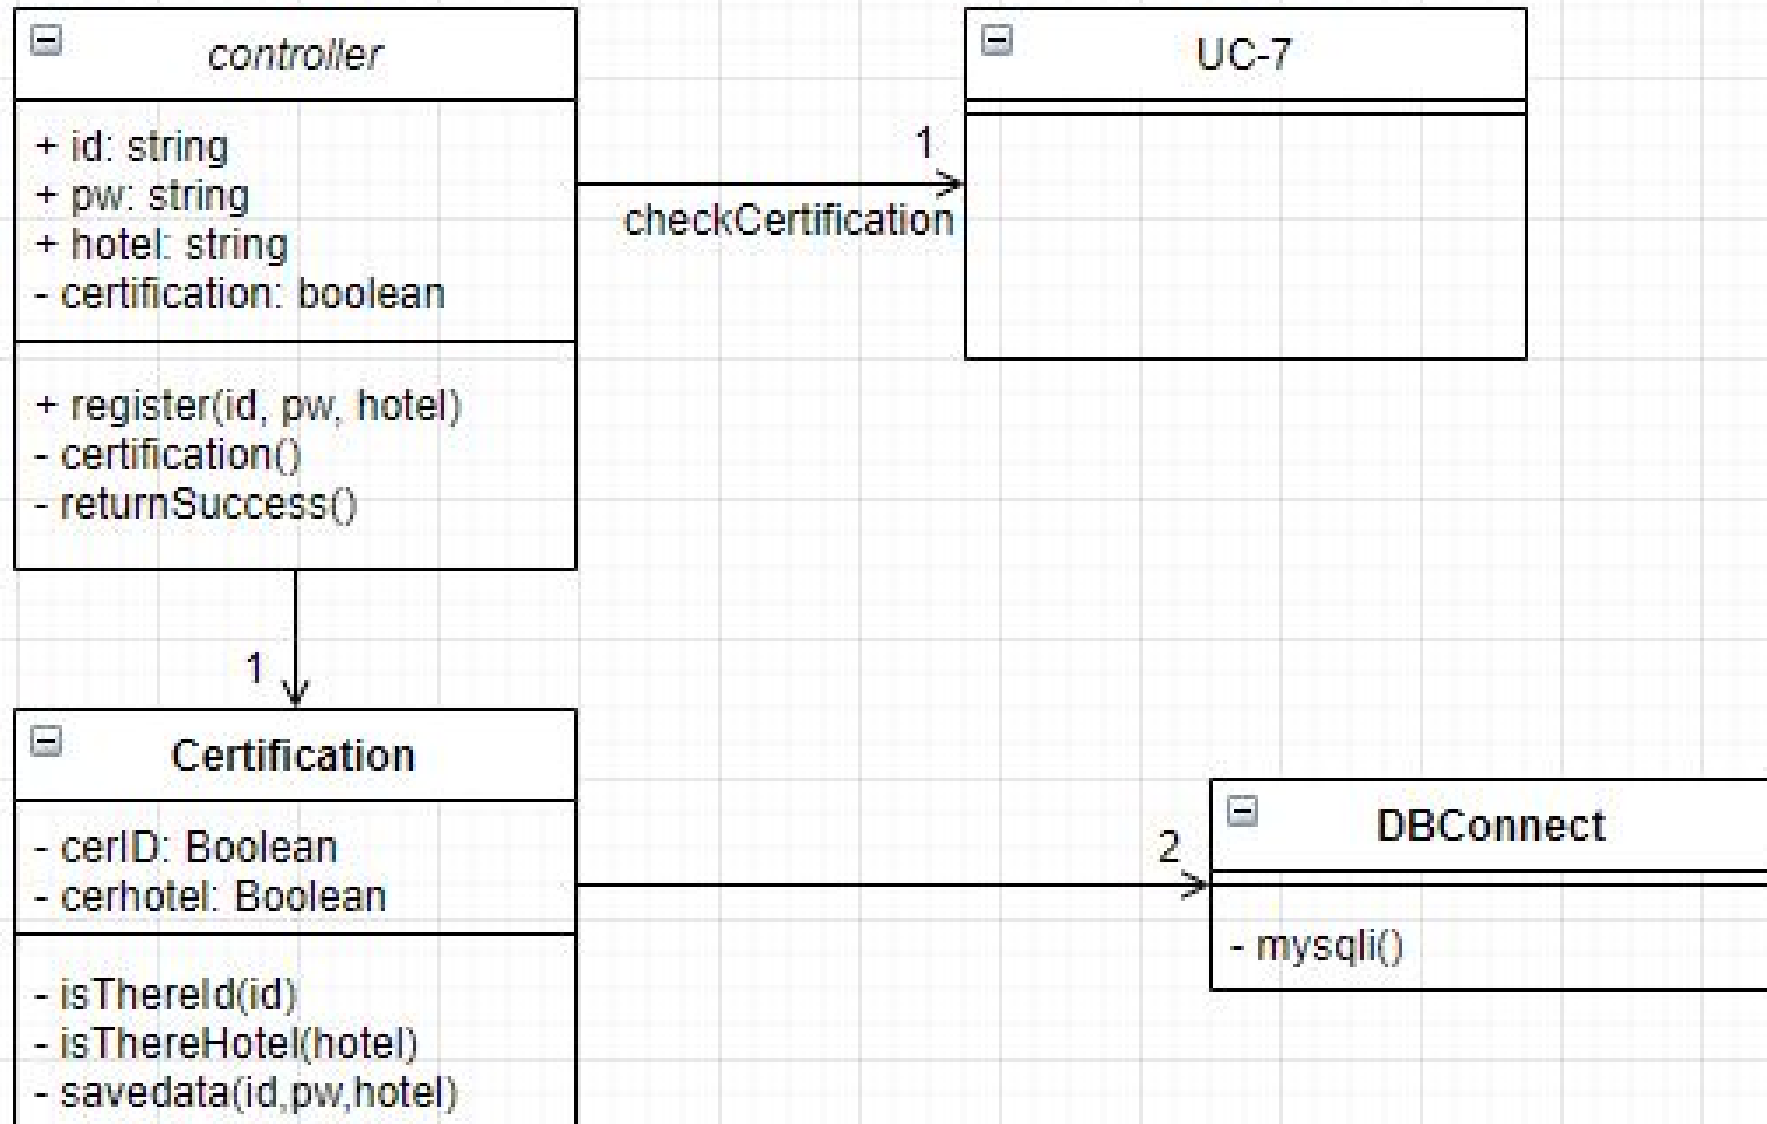 controller
+ id: string
+ pw: string
+ hotel: string
- certification: boolean
+ register(id, pw, hotel)
- certification()
- returnSuccess()
1
checkCertification
UC-7
1
Certification
- cerID: Boolean
- cerhotel: Boolean
- isThereId(id)
- isThereHotel(hotel)
- savedata(id,pw,hotel)
2
DBConnect
- mysqli()